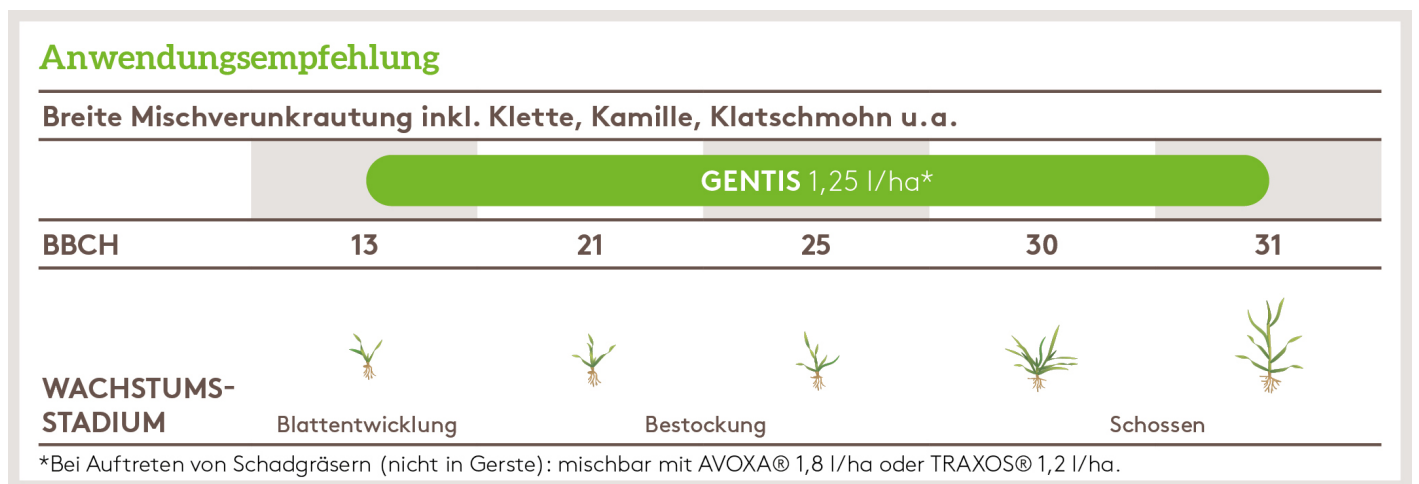 Anwendungsempfehlung
Breite Mischverunkrautung inkl. Klette, Kamille, Klatschmohn u.a.
GENTIS 1,25 l/ha*
BBCH 13 21 25 30 31
WACHSTUMS-
STADIUM Blattentwicklung Bestockung Schossen
*Bei Auftreten von Schadgräsern (nicht in Gerste): mischbar mit AVOXA® 1,8 l/ha oder TRAXOS® 1,2 l/ha.